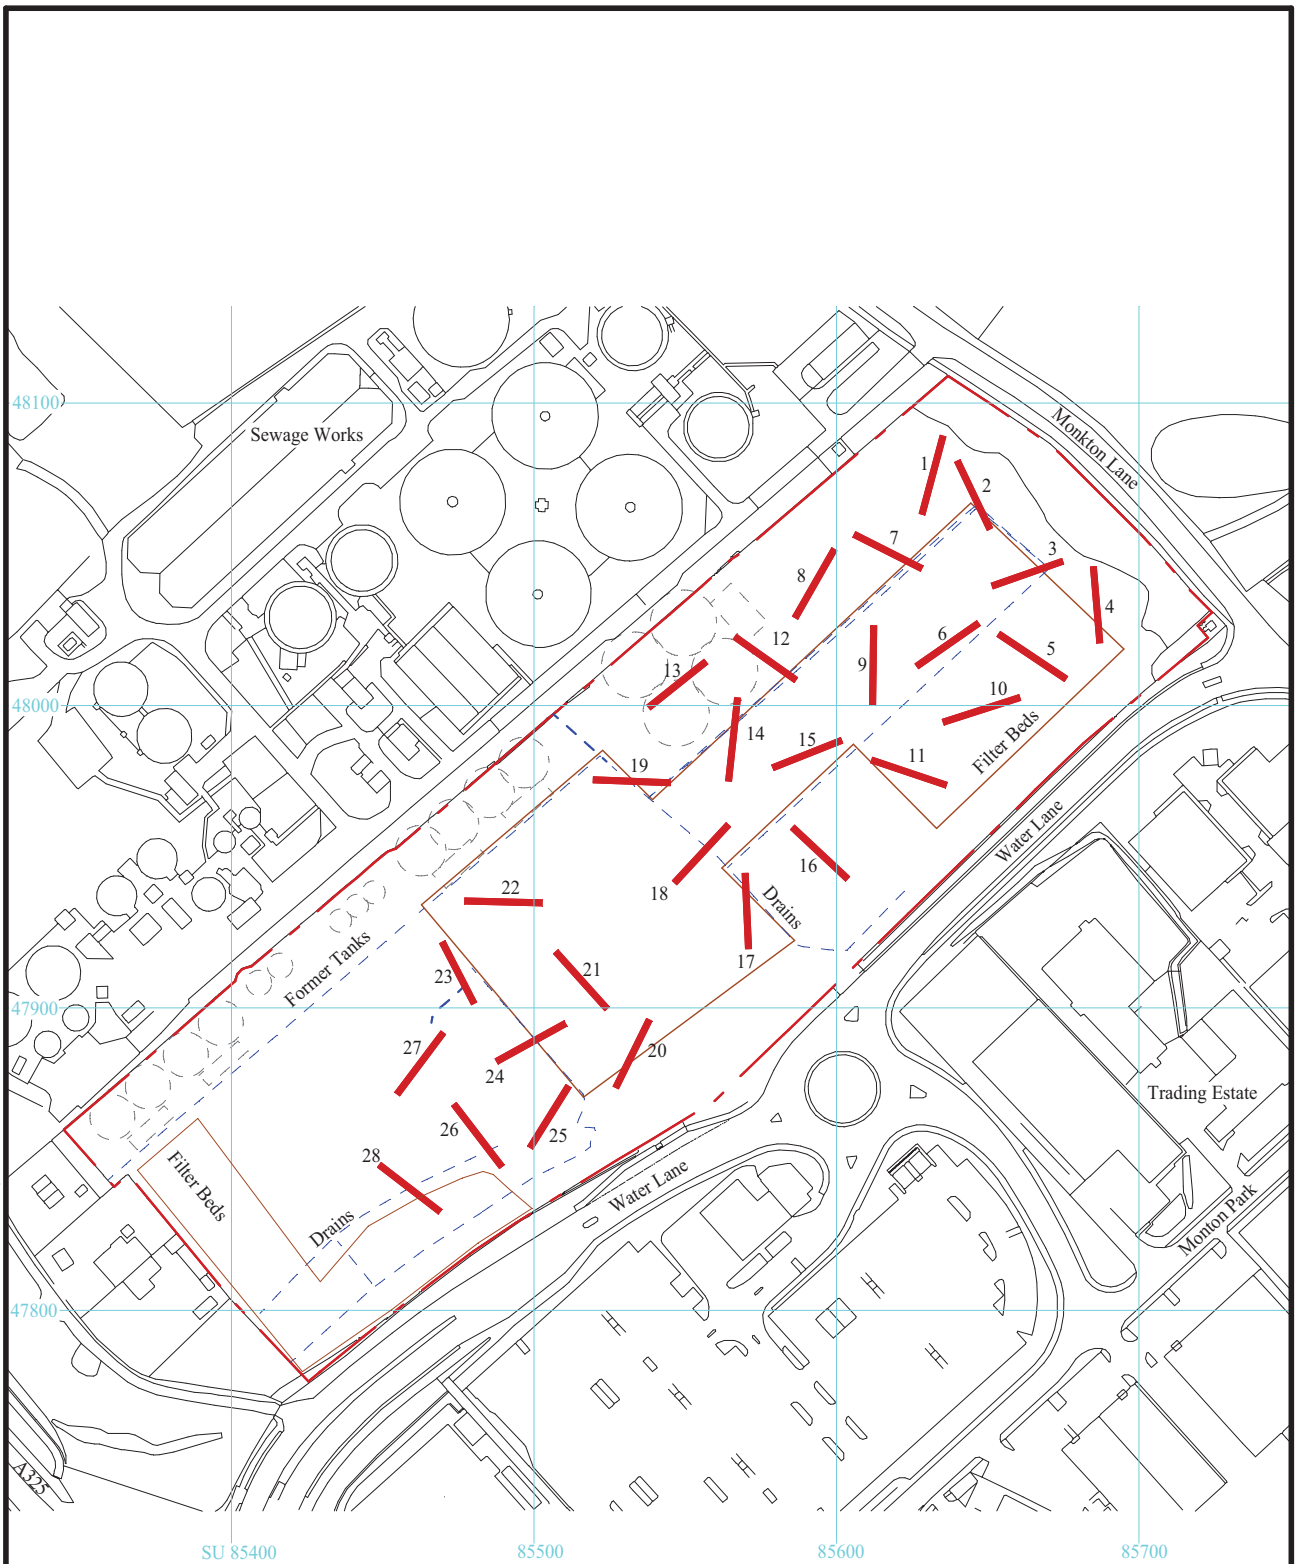 48100
Sewage Works
Monkton Lane
1
2
7
3
8
4
12
6
5
13
9
10
48000
14
15
Filter Beds
19
11
Water Lane
16
18
22
Drains
17
Former Tanks
23
21
47900
27
20
24
Trading Estate
26
25
28
Filter Beds
Water Lane
Drains
Monton Park
47800
A325
SU 85400
85500
85600
85700